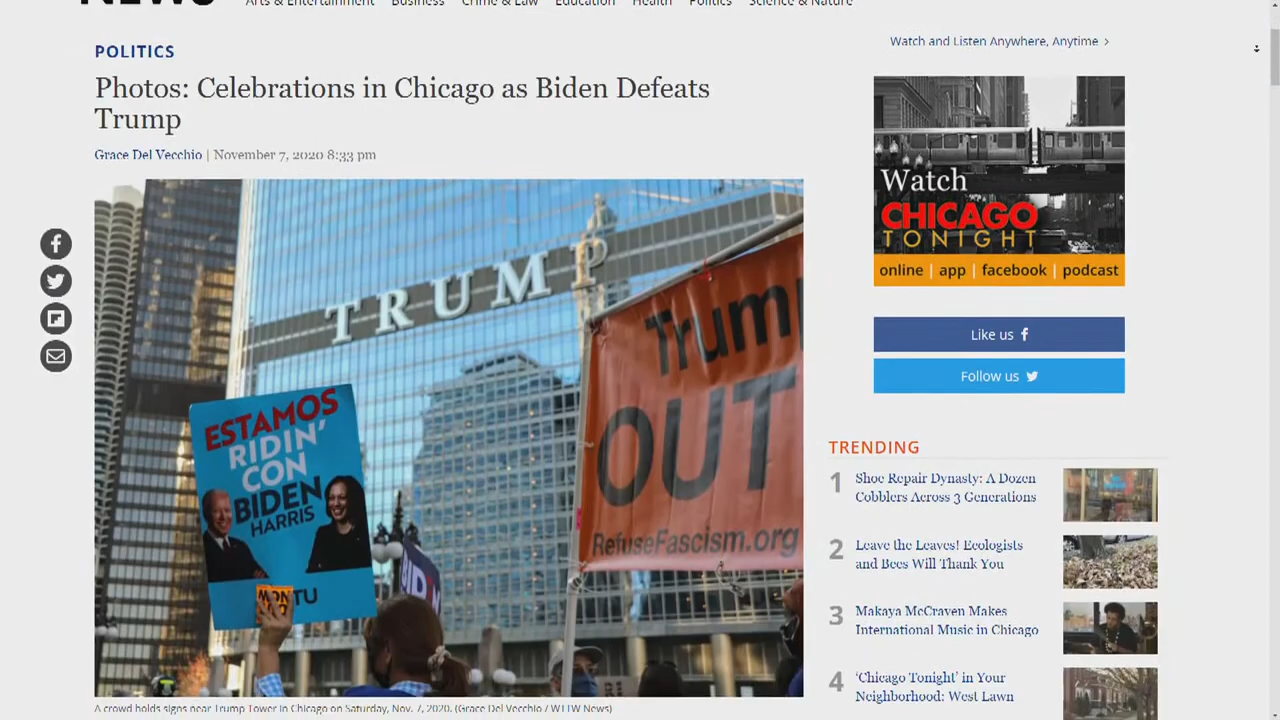 NEWS
Arts & Entertainment Business Crime & Law Education Health Politics Science & Nature
POLITICS
Watch and Listen Anywhere, Anytime >
Photos: Celebrations in Chicago as Biden Defeats
Trump
Grace Del Vecchio | November 7, 2020 8:33 pm
TRUMP
Trump
OUT
RefuseFascism.org
ESTAMOS
RIDIN'
CON
BIDEN
HARRIS
TU
BIDEN
A crowd holds signs near Trump Tower in Chicago on Saturday, Nov. 7, 2020. (Grace Del Vecchio / WTTW News)
Watch
CHICAGO
TONIGHT
online | app | facebook | podcast
Like us
Follow us
TRENDING
1 Shoe Repair Dynasty: A Dozen
Cobblers Across 3 Generations
2 Leave the Leaves! Ecologists
and Bees Will Thank You
3 Makaya McCraven Makes
International Music in Chicago
4 ‘Chicago Tonight’ in Your
Neighborhood: West Lawn